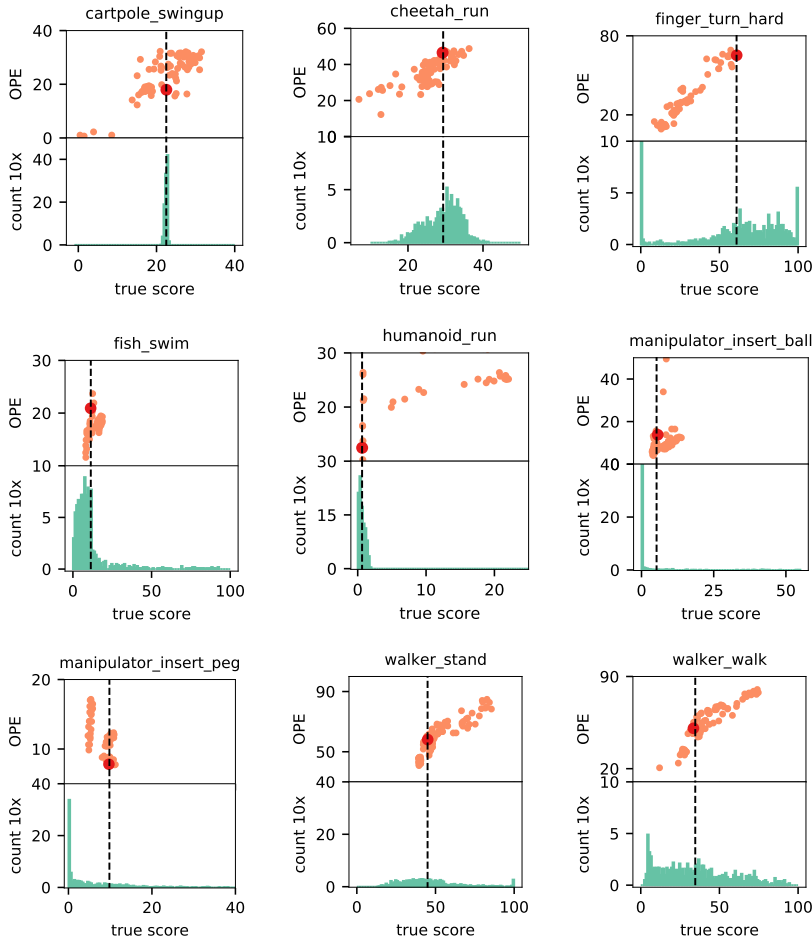 cartpole_swingup
40
20
0
OPE
40
20
0
count 10x
0 20 40
true score
cheetah_run
60
40
20
OPE
10
5
0
count 10x
20 40
true score
finger_turn_hard
80
20
OPE
10
5
0
count 10x
0 50 100
true score
fish_swim
30
20
10
OPE
5
0
count 10x
0 50 100
true score
humanoid_run
30
20
OPE
30
15
0
count 10x
0 10 20
true score
manipulator_insert_ball
40
20
OPE
40
20
0
count 10x
0 25 50
true score
manipulator_insert_peg
20
10
OPE
40
20
0
count 10x
0 20 40
true score
walker_stand
90
50
OPE
40
20
0
count 10x
0 50 100
true score
walker_walk
90
20
OPE
10
5
0
count 10x
0 50 100
true score